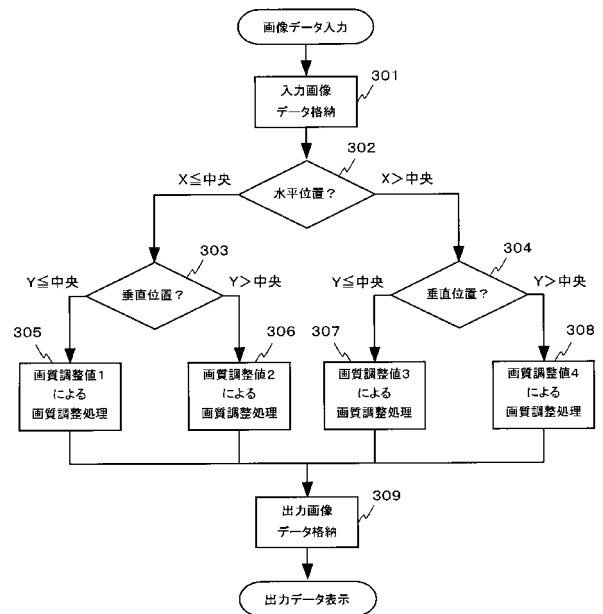 画像データ入力
301
入力画像
データ格納
302
X≦中央
水平位置？
X＞中央
303
304
Y≦中央
垂直位置？
Y＞中央
Y≦中央
垂直位置？
Y＞中央
305
306
307
308
画質調整値1
による
画質調整処理
画質調整値2
による
画質調整処理
画質調整値3
による
画質調整処理
画質調整値4
による
画質調整処理
309
出力画像
データ格納
出力データ表示